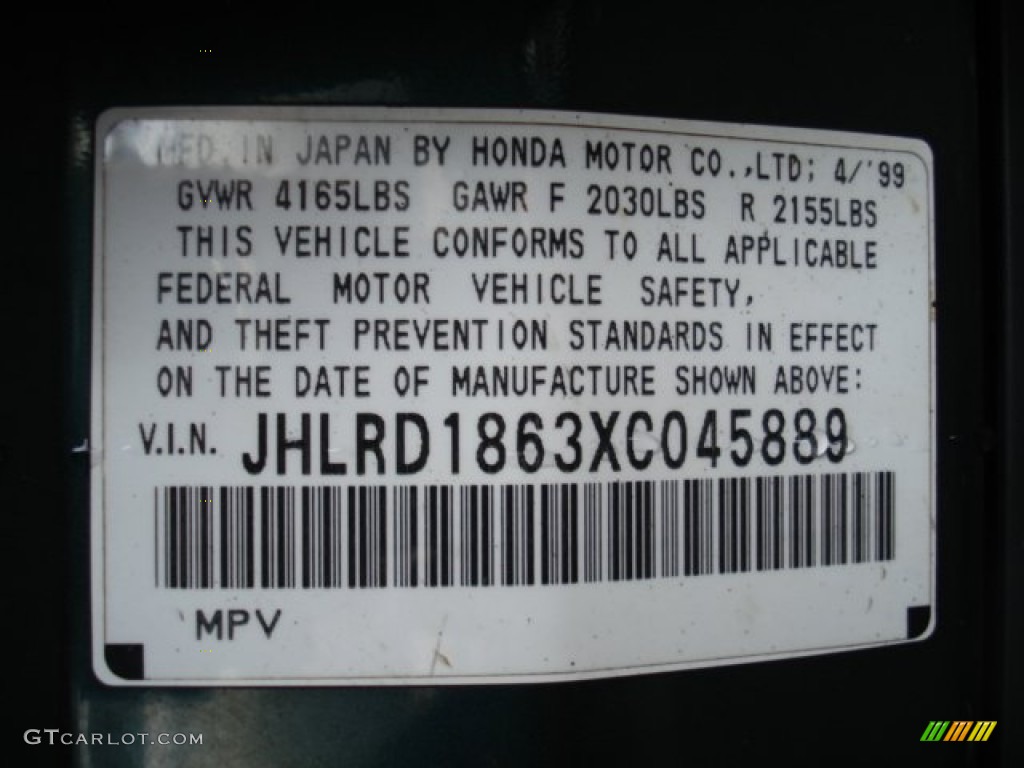 MFD. IN JAPAN BY HONDA MOTOR CO.,LTD; 4/'99
GVWR 4165LBS GAWR F 2030LBS R 2155LBS
THIS VEHICLE CONFORMS TO ALL APPLICABLE
FEDERAL MOTOR VEHICLE SAFETY,
AND THEFT PREVENTION STANDARDS IN EFFECT
ON THE DATE OF MANUFACTURE SHOWN ABOVE:
V.I.N. JHLRD1863XC045889
MPV
GTCARLOT.COM